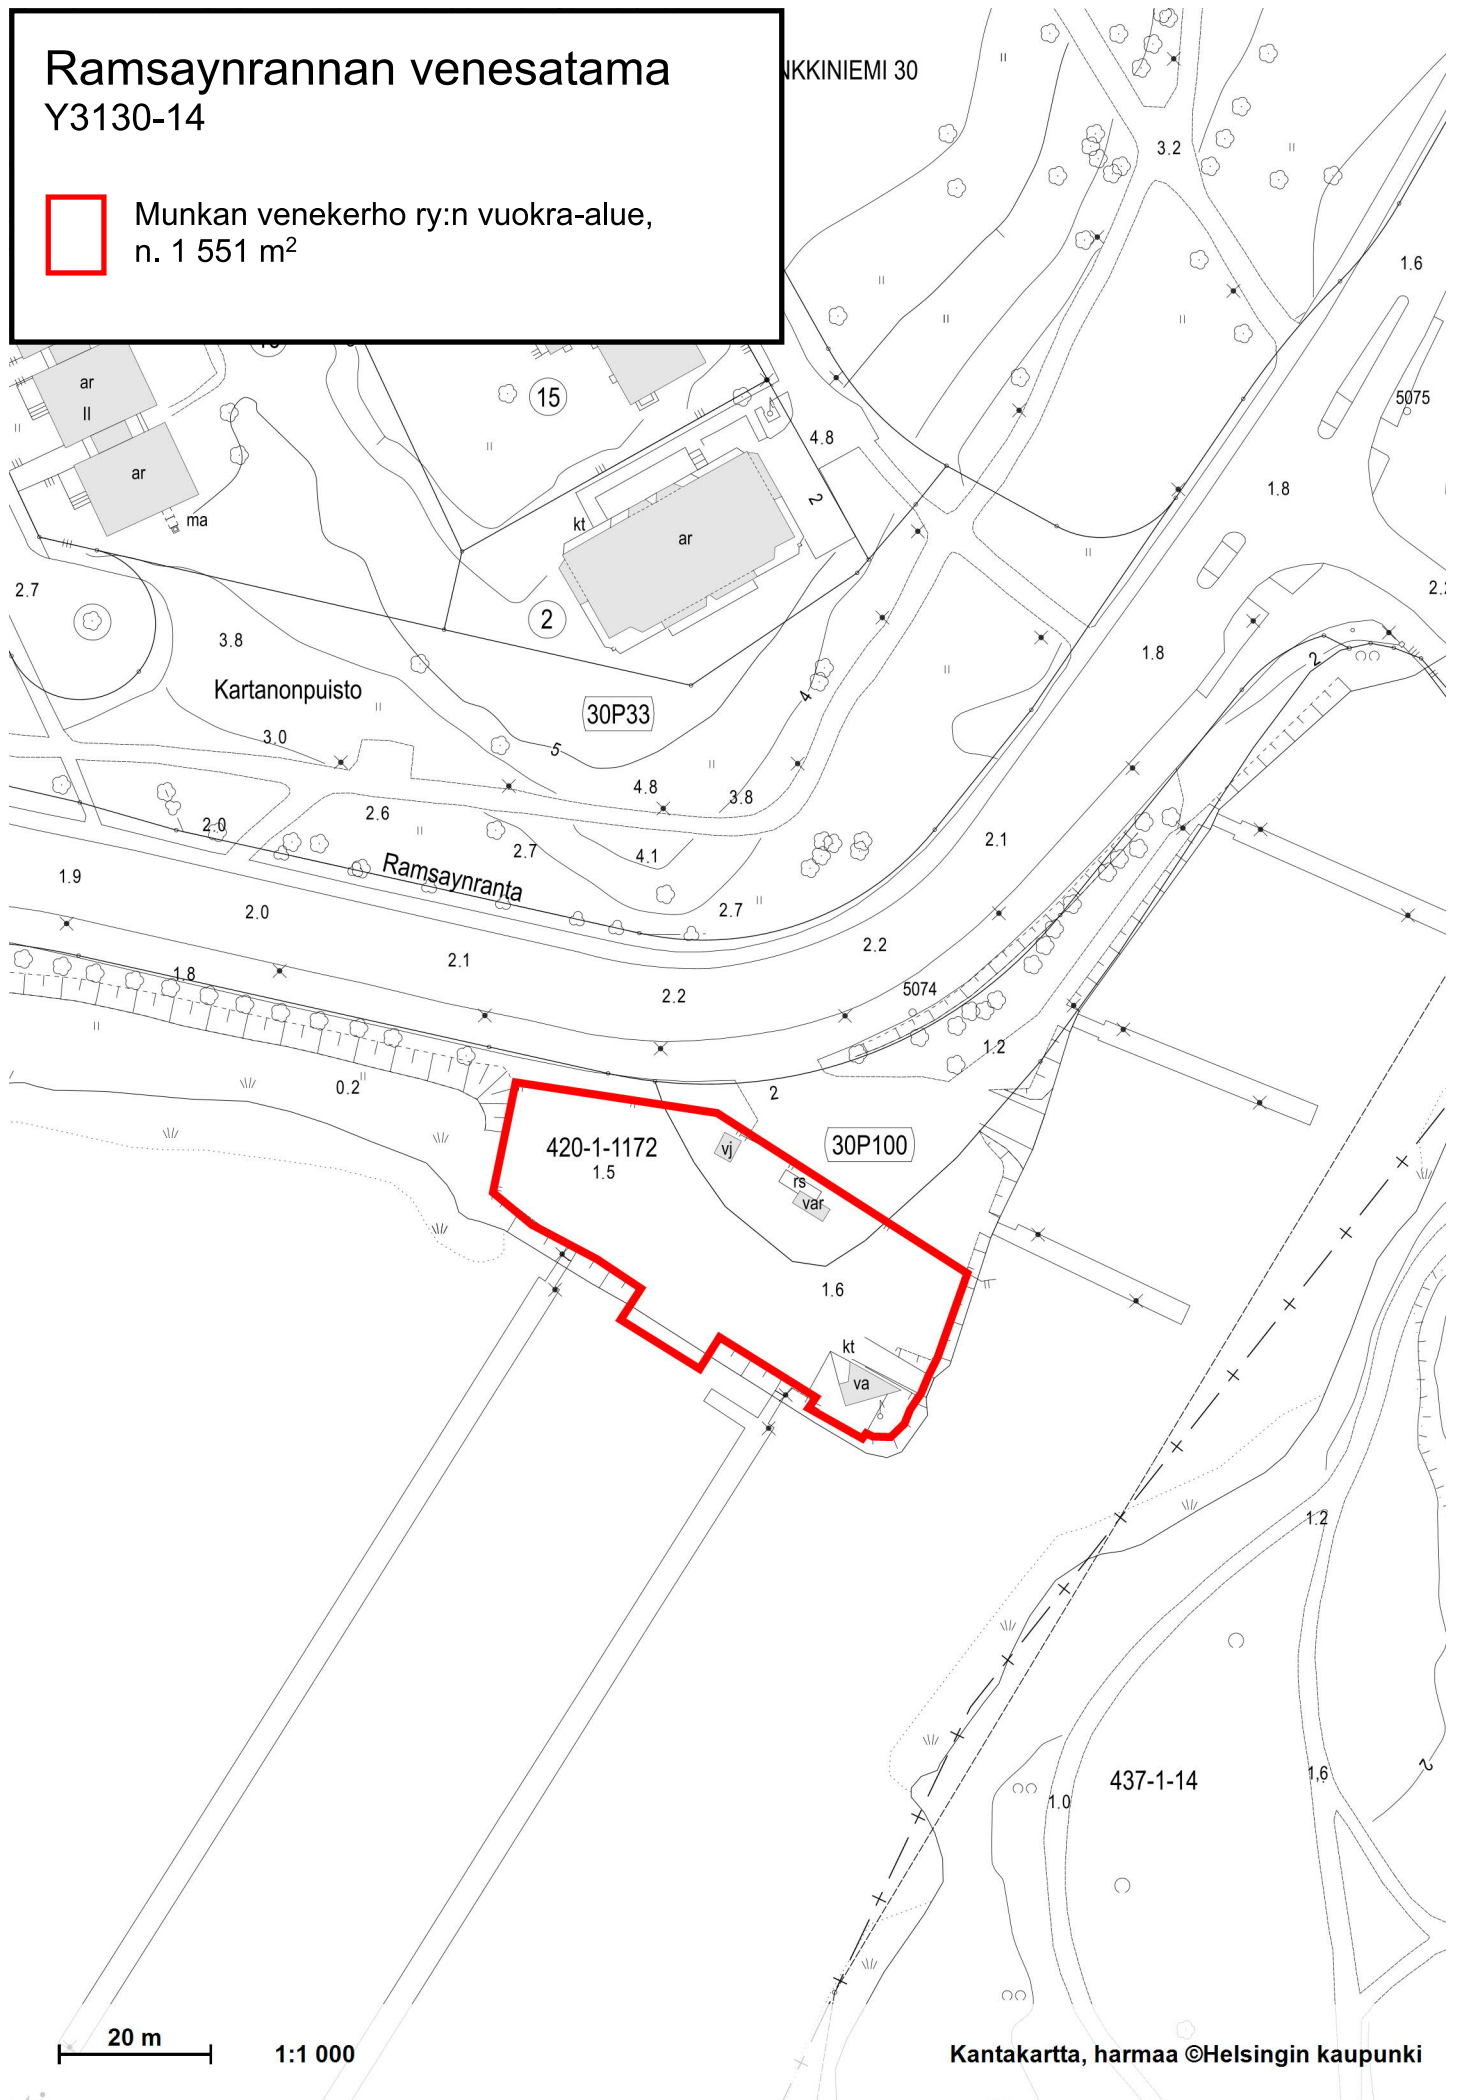 Ramsaynrannan venesatama
Y3130-14
Munkan venekerho ry:n vuokra-alue,
n. 1 551 m²
NKKINIEMI 30
3.2
1.6
5075
ar
II
15
4.8
2
1.8
ar
ma
kt
ar
2.7
2
2.2
3.8
1.8
2
Kartanonpuisto
30P33
4
3.0
5
4.8
3.8
2.6
2.0
2.7
4.1
2.1
Ramsaynranta
1.9
2.0
2.7
2.2
1.8
2.1
2.2
5074
1.2
0.2
2
420-1-1172
1.5
vj
30P100
rs
var
1.6
kt
va
1.2
437-1-14
1.0
1,6
2
20 m
1:1 000
Kantakartta, harmaa ©Helsingin kaupunki